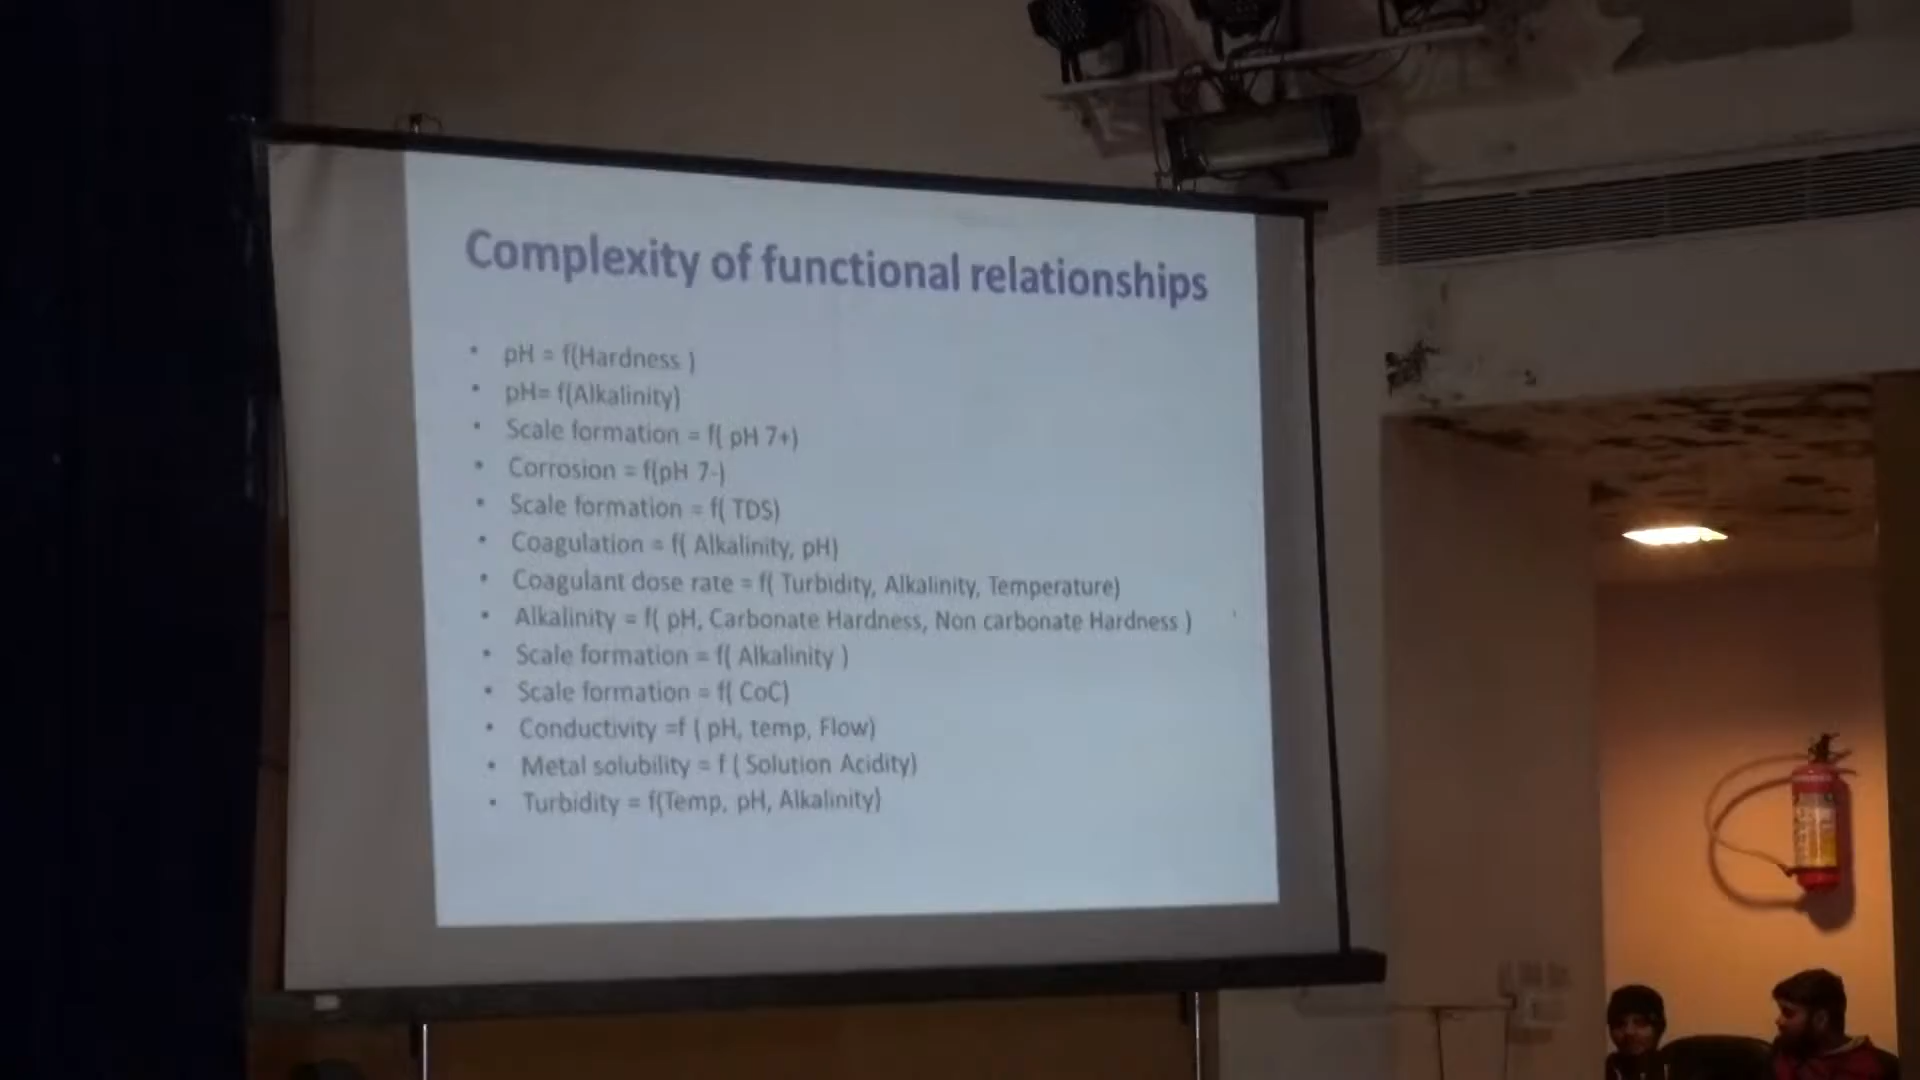 Complexity of functional relationships
• pH = f(Hardness )
• pH= f(Alkalinity)
• Scale formation = f( pH 7+)
• Corrosion = f(pH 7-)
• Scale formation = f( TDS)
• Coagulation = f( Alkalinity, pH)
• Coagulant dose rate = f( Turbidity, Alkalinity, Temperature)
• Alkalinity = f( pH, Carbonate Hardness, Non carbonate Hardness )
• Scale formation = f( Alkalinity )
• Scale formation = f( CoC)
• Conductivity =f ( pH, temp, Flow)
• Metal solubility = f ( Solution Acidity)
• Turbidity = f(Temp, pH, Alkalinity)